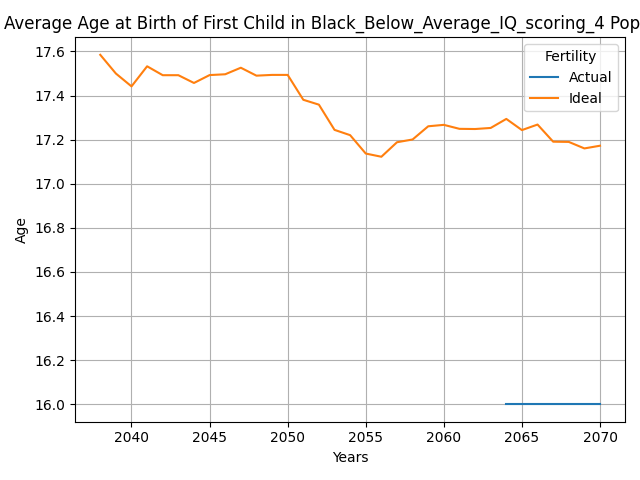 Average Age at Birth of First Child in Black_Below_Average_IQ_scoring_4 Pop
17.6
17.4
17.2
17.0
16.8
16.6
16.4
16.2
16.0
Age
Fertility
Actual
Ideal
2040 2045 2050 2055 2060 2065 2070
Years